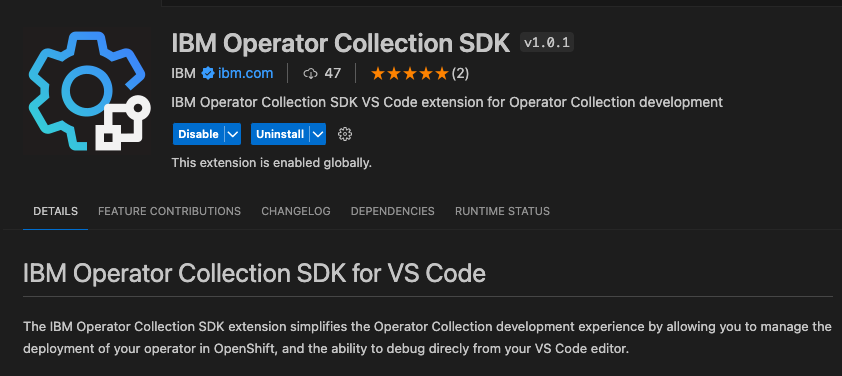 IBM Operator Collection SDK v1.0.1
IBM ibm.com 47 (2)
IBM Operator Collection SDK VS Code extension for Operator Collection development
Disable Uninstall
This extension is enabled globally.
DETAILS FEATURE CONTRIBUTIONS CHANGELOG DEPENDENCIES RUNTIME STATUS
IBM Operator Collection SDK for VS Code
The IBM Operator Collection SDK extension simplifies the Operator Collection development experience by allowing you to manage the
deployment of your operator in OpenShift, and the ability to debug direcly from your VS Code editor.